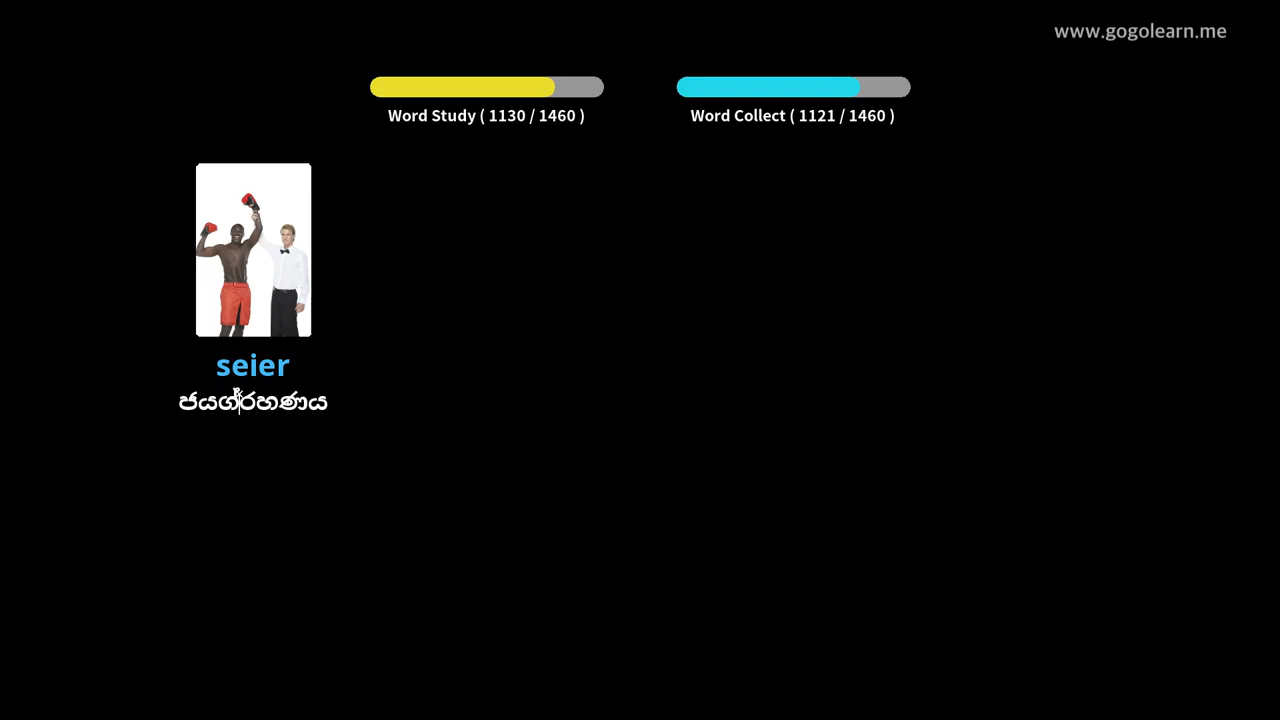 www.gogolearn.me
Word Study ( 1130 / 1460 )
Word Collect ( 1121 / 1460 )
seier
ජයග්‍රහණය